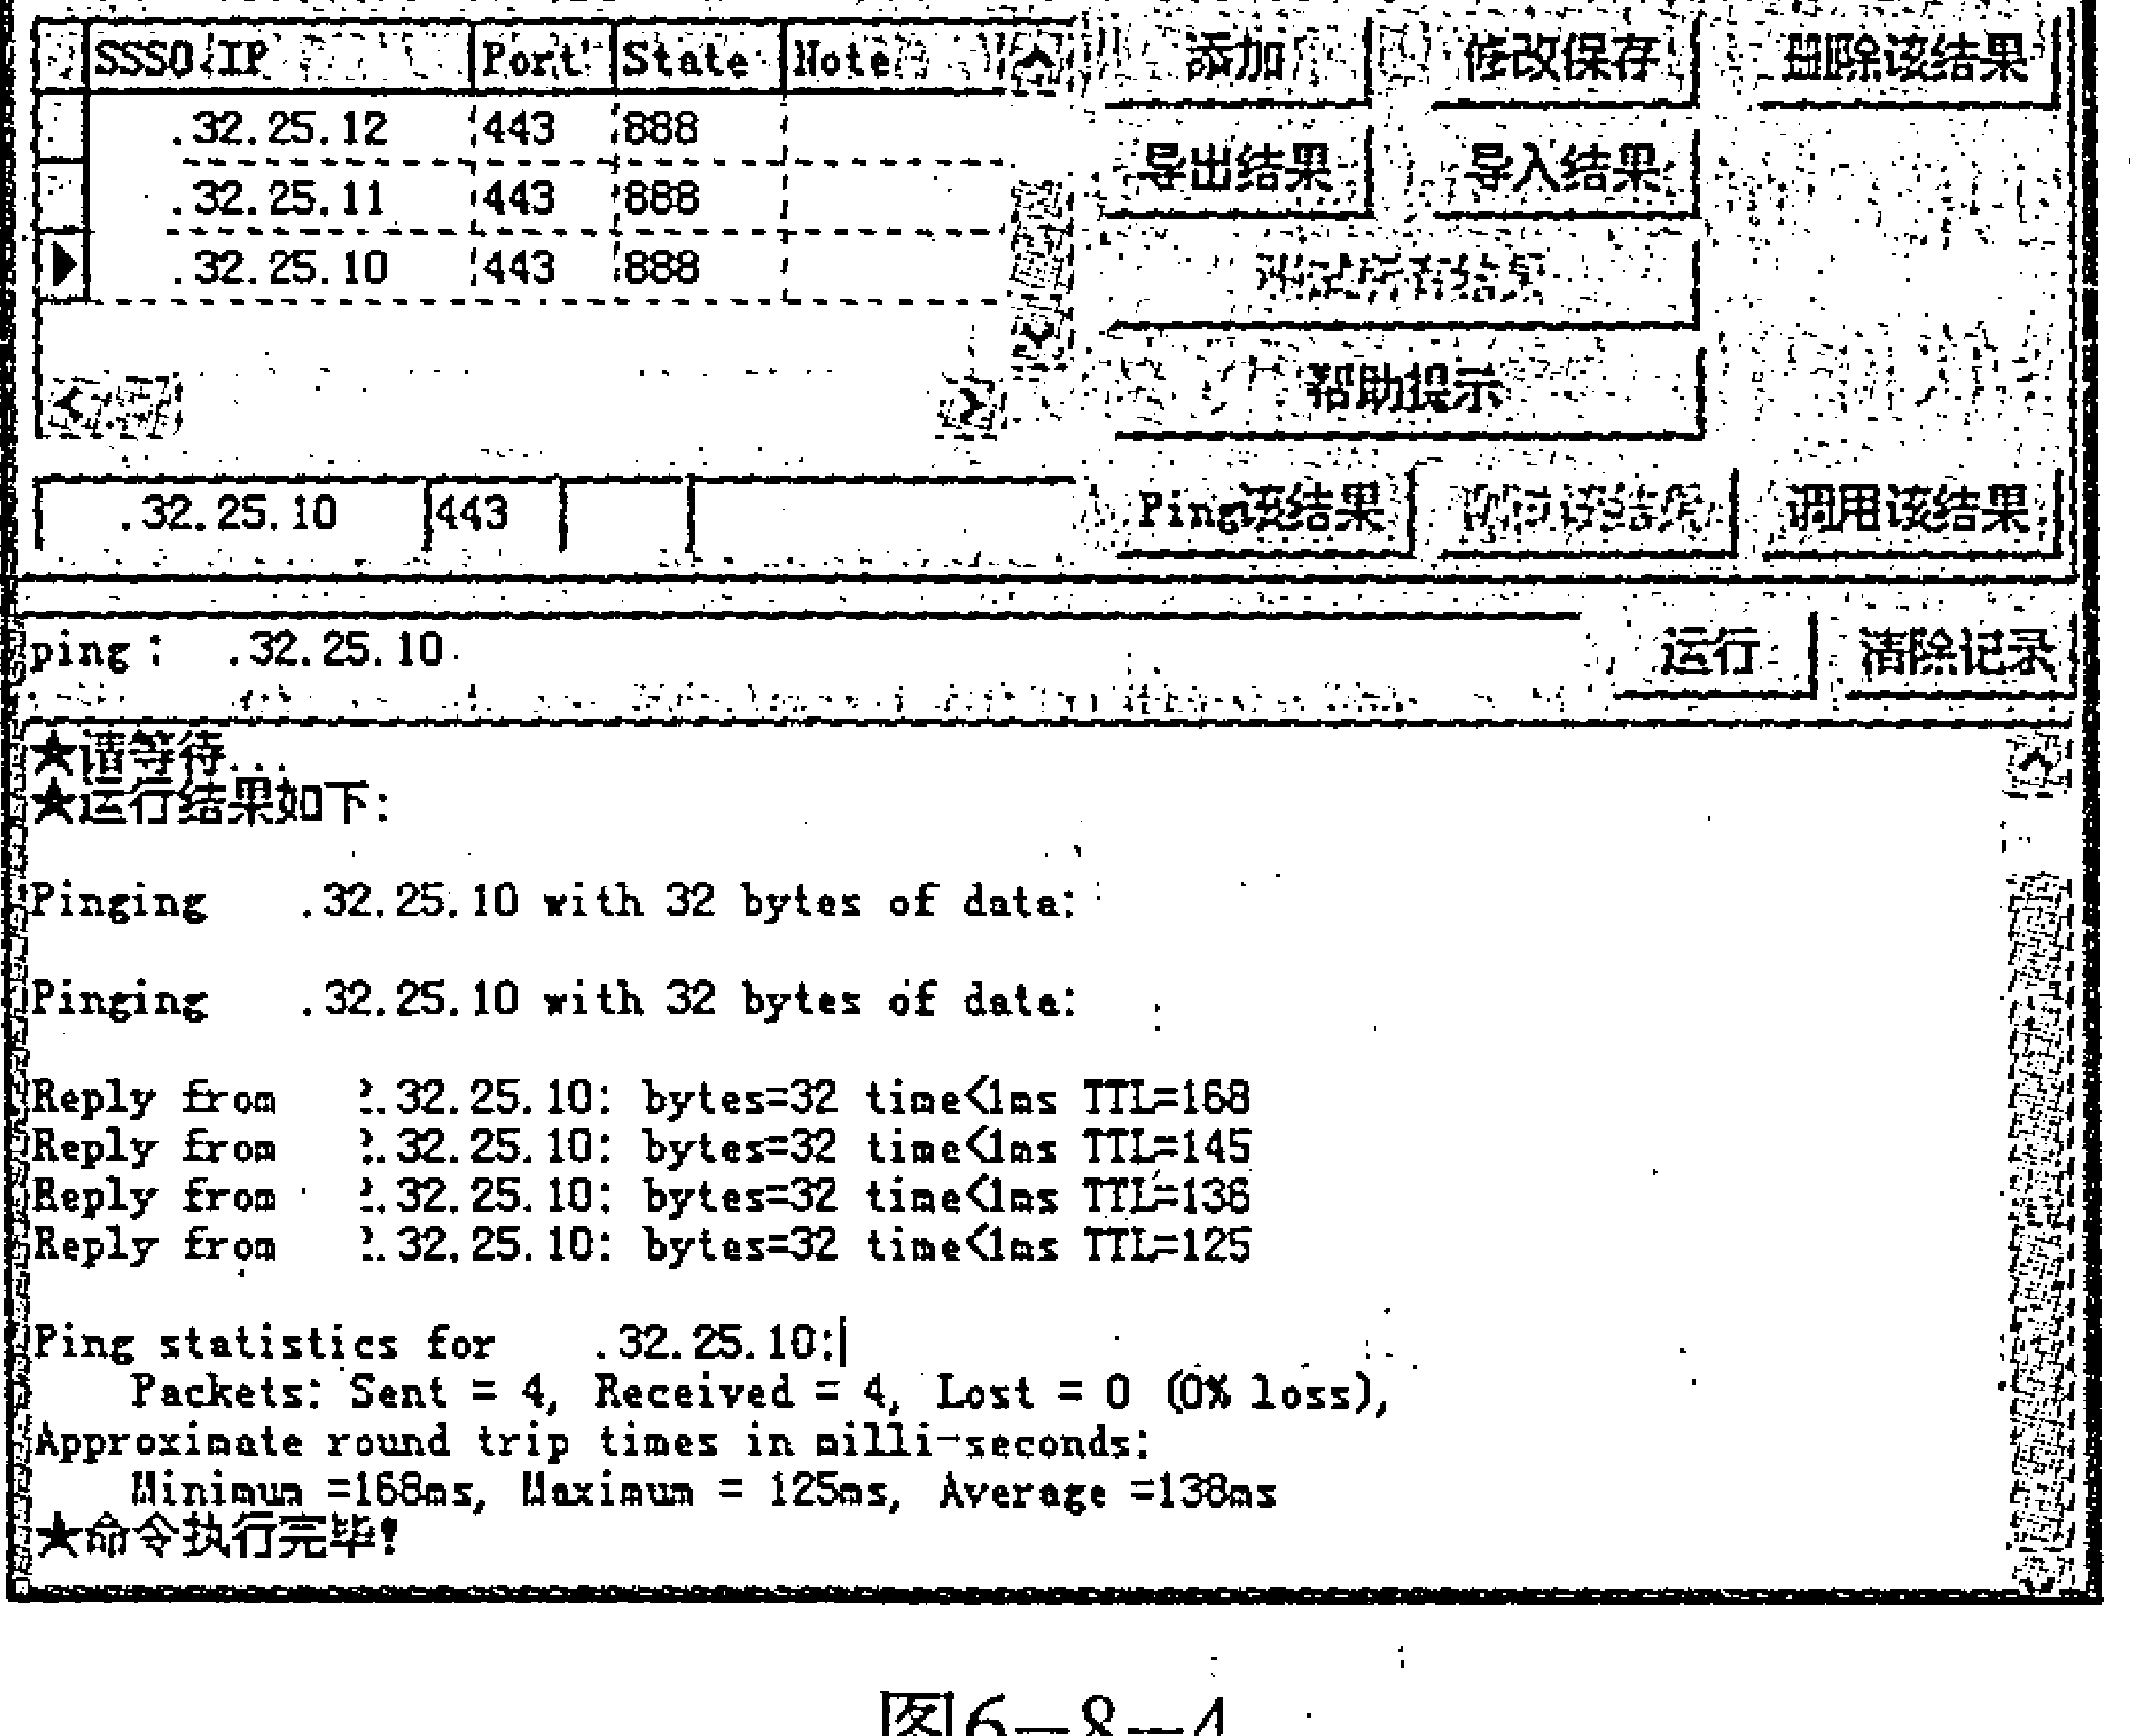 SSSO IP Port State Note
.32.25.12 443 888
.32.25.11 443 888
.32.25.10 443 888
添加 修改保存 删除该结果
导出结果 导入结果
帮助提示
.32.25.10 443
Ping该结果 调用该结果
ping: .32.25.10 运行 清除记录
★请等待...
★运行结果如下:
Pinging .32.25.10 with 32 bytes of data:
Pinging .32.25.10 with 32 bytes of data:
Reply from .32.25.10: bytes=32 time<1ms TTL=168
Reply from .32.25.10: bytes=32 time<1ms TTL=145
Reply from .32.25.10: bytes=32 time<1ms TTL=136
Reply from .32.25.10: bytes=32 time<1ms TTL=125
Ping statistics for .32.25.10:
Packets: Sent = 4, Received = 4, Lost = 0 (0% loss),
Approximate round trip times in milli-seconds:
Minimum =168ms, Maximum = 125ms, Average =138ms
★命令执行完毕!
图6-8-4